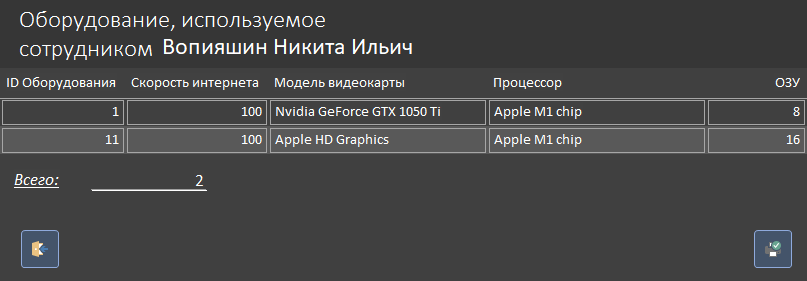 Оборудование, используемое
сотрудником Вопияшин Никита Ильич
ID Оборудования Скорость интернета Модель видеокарты Процессор ОЗУ
1 100 Nvidia GeForce GTX 1050 Ti Apple M1 chip 8
11 100 Apple HD Graphics Apple M1 chip 16
Всего: 2